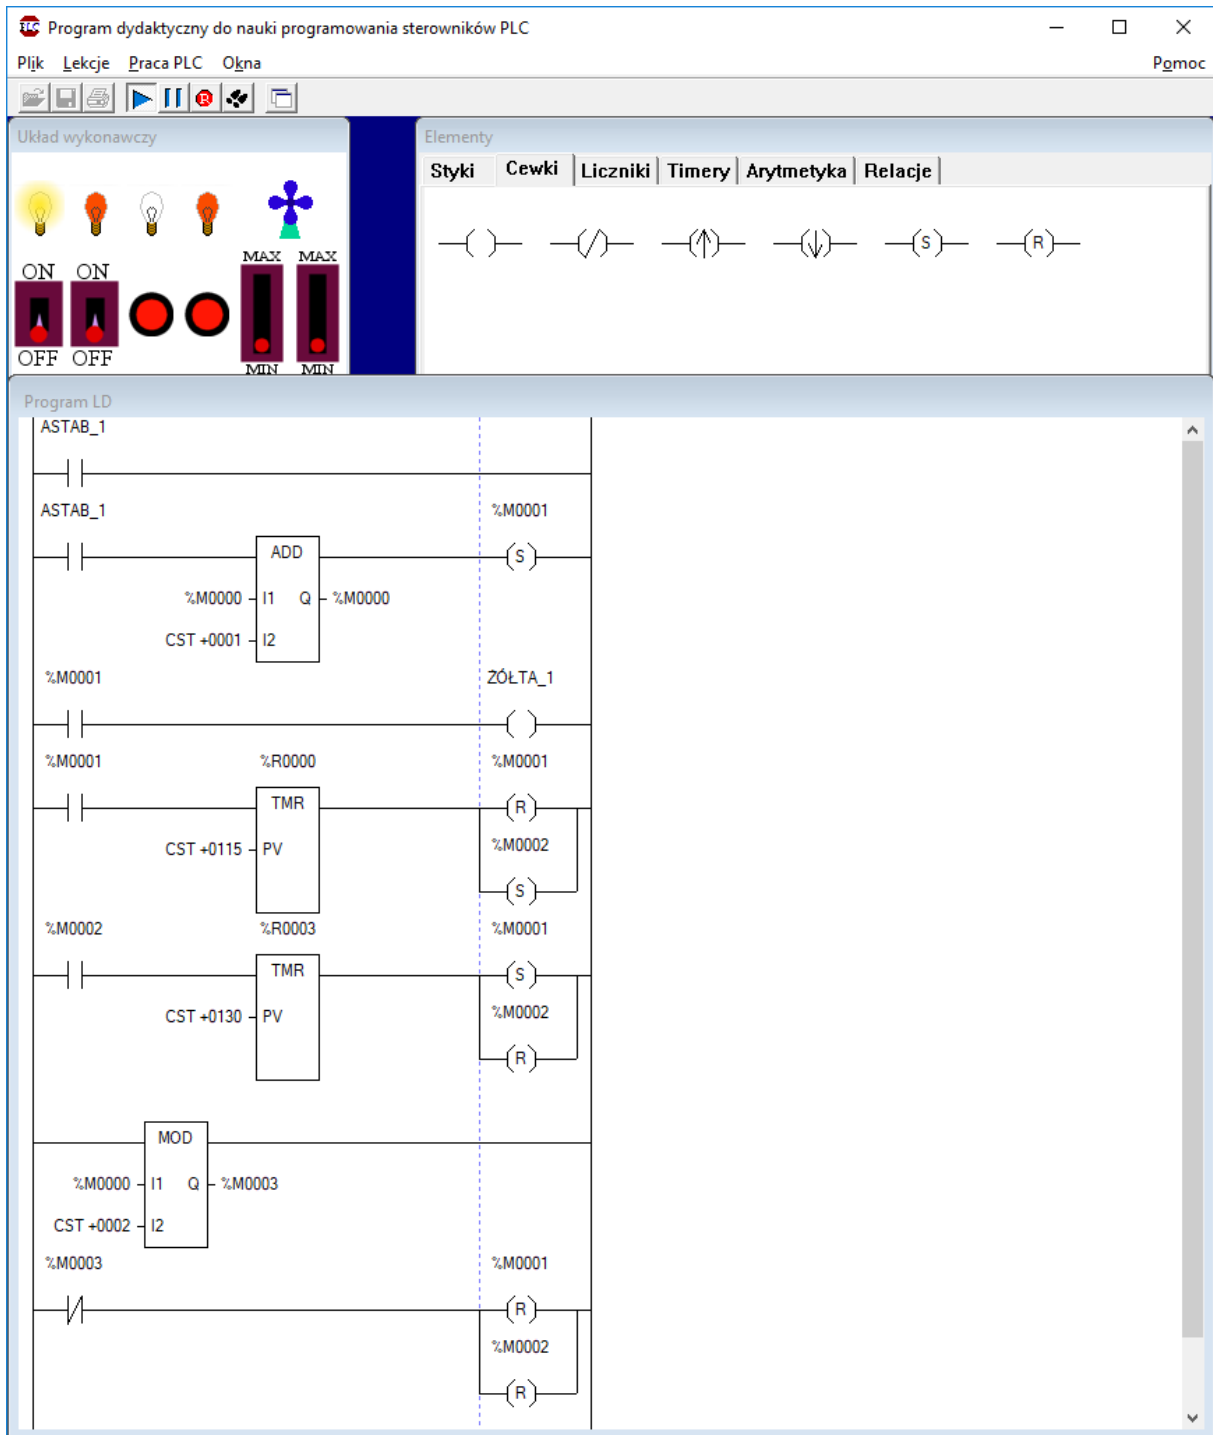 Program dydaktyczny do nauki programowania sterowników PLC
Plik Lekcje Praca PLC Okna Pomoc
Układ wykonawczy
Elementy
Styki Cewki Liczniki Timery Arytmetyka Relacje
S R
MAX MAX
ON ON
OFF OFF
MIN MIN
Program LD
ASTAB_1
ASTAB_1 %M0001
ADD S
%M0000 I1 Q %M0000
CST +0001 I2
%M0001 ŻÓŁTA_1
%M0001 %R0000 %M0001
TMR R
CST +0115 PV %M0002
S
%M0002 %R0003 %M0001
TMR S
CST +0130 PV %M0002
R
MOD
%M0000 I1 Q %M0003
CST +0002 I2
%M0003 %M0001
R
%M0002
R